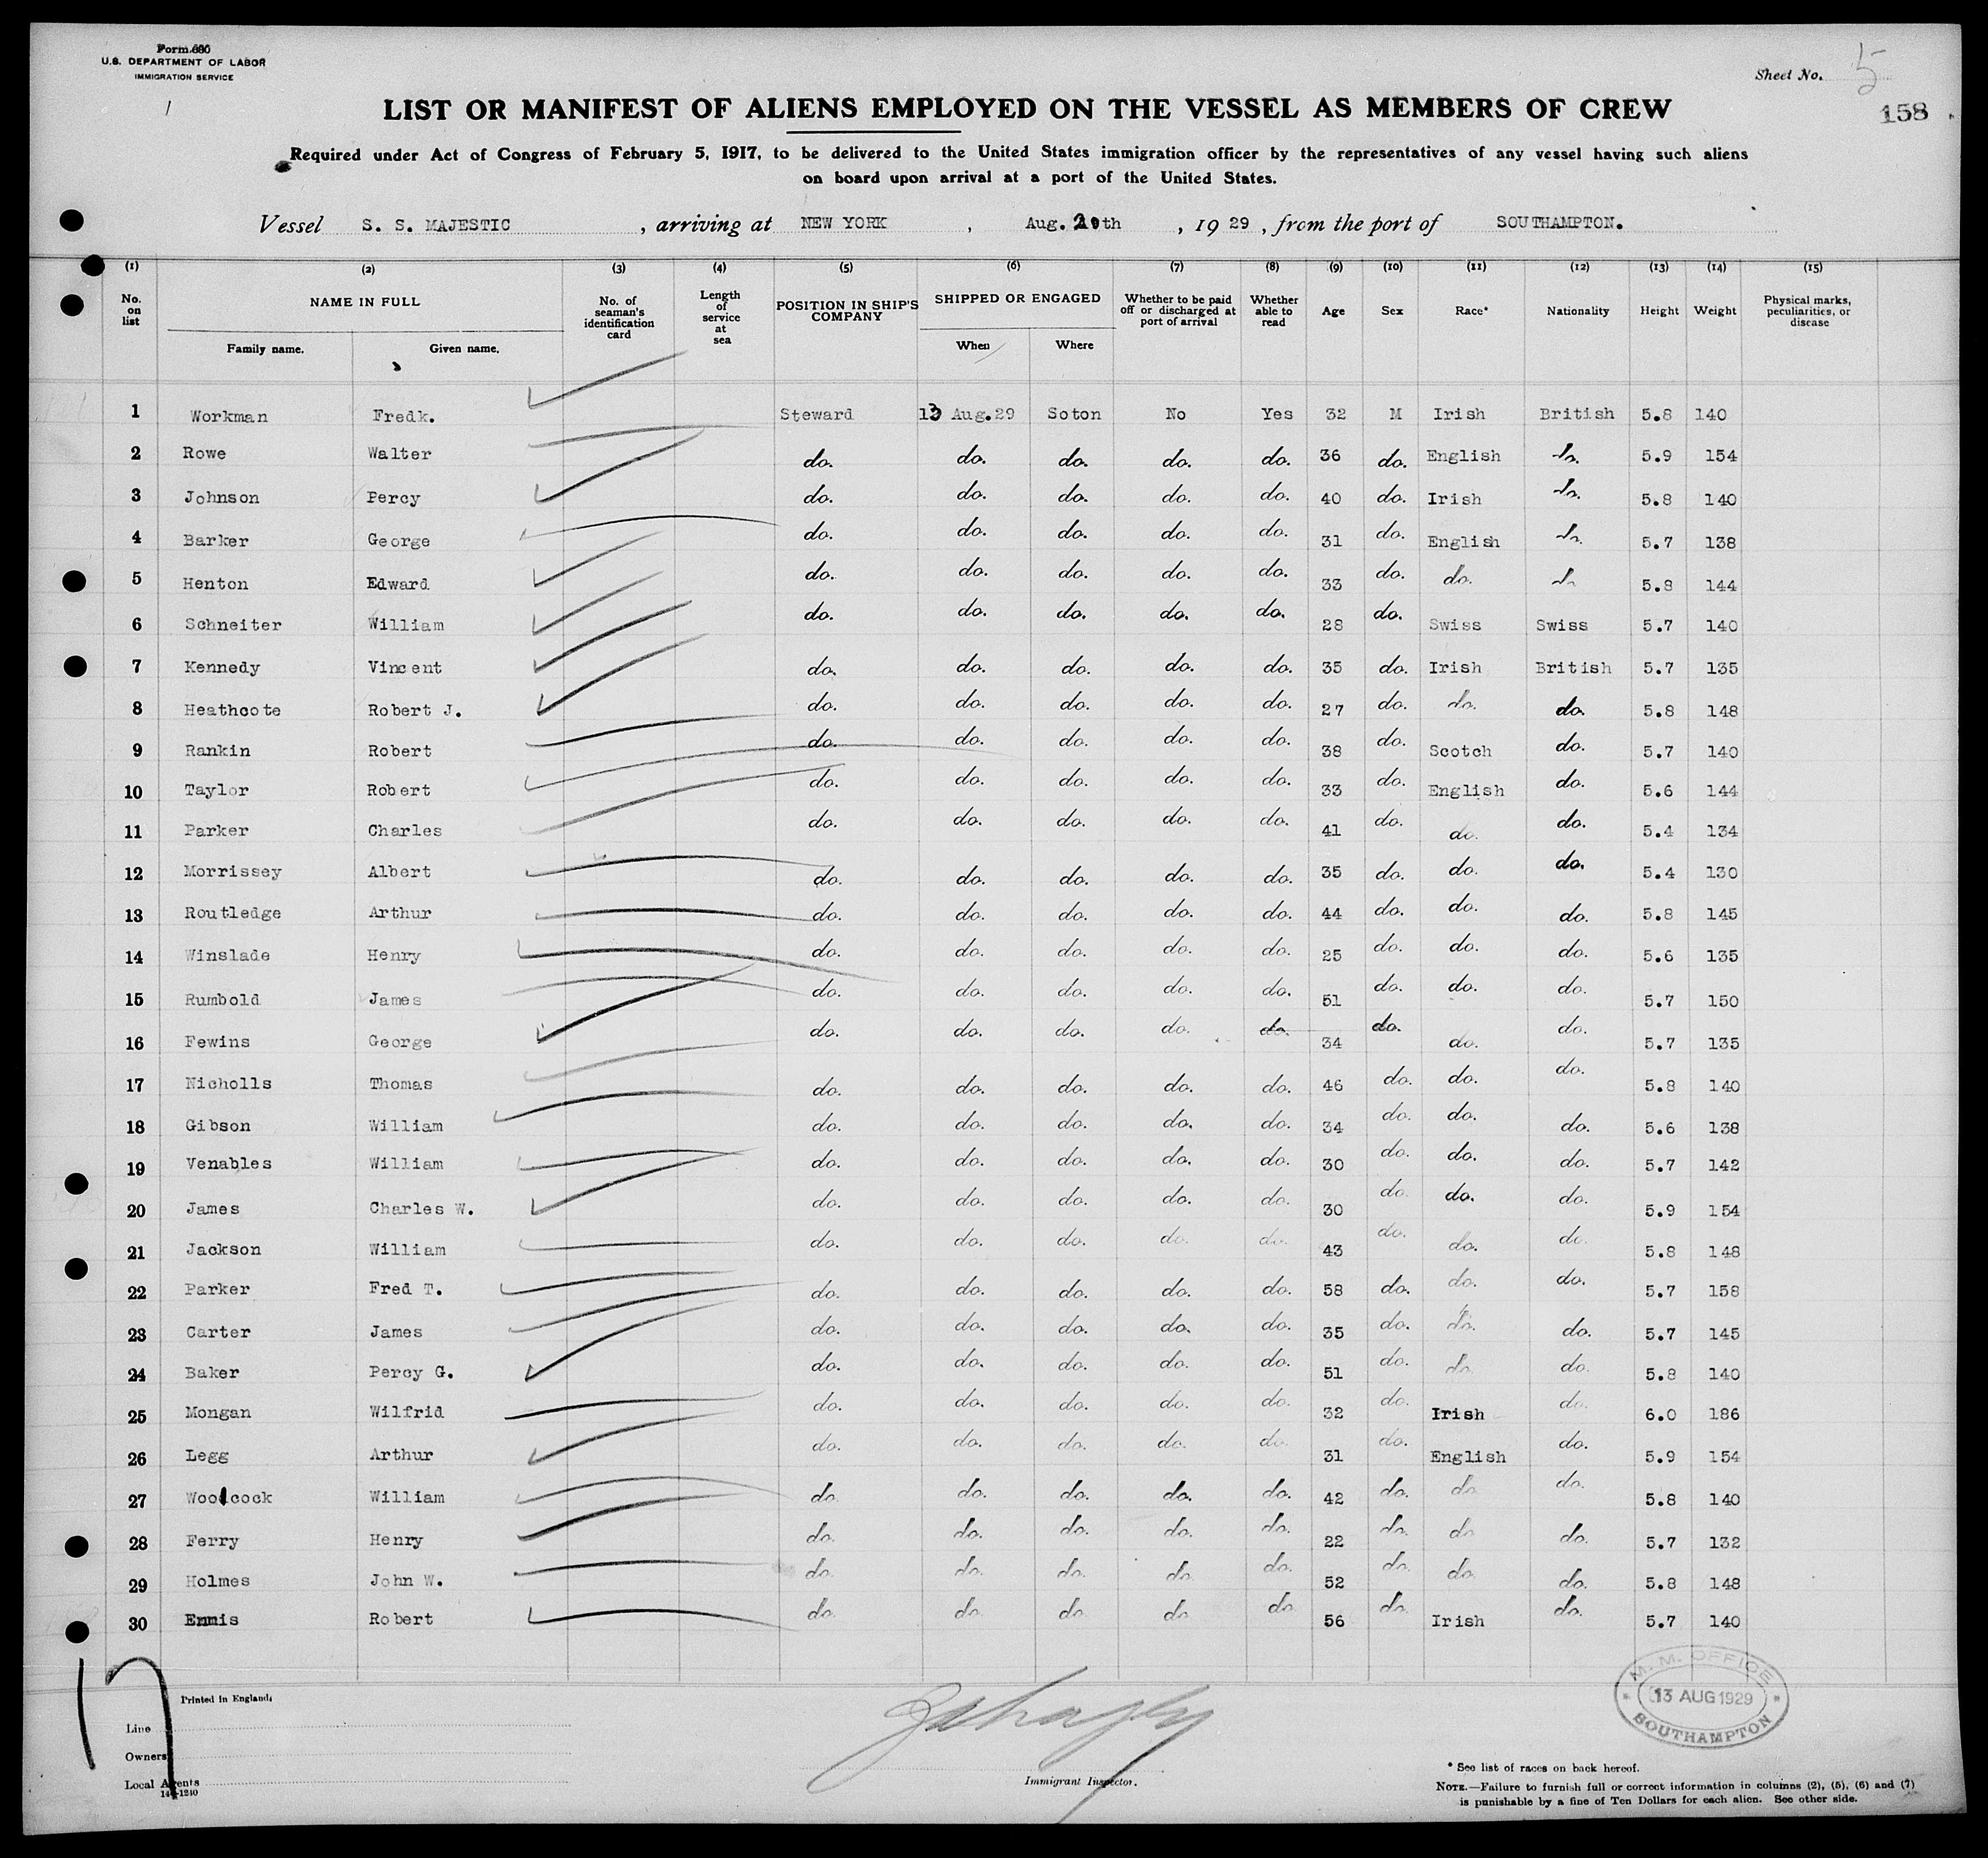 Form 680
U.S. DEPARTMENT OF LABOR
IMMIGRATION SERVICE
Sheet No. 5
158
LIST OR MANIFEST OF ALIENS EMPLOYED ON THE VESSEL AS MEMBERS OF CREW
Required under Act of Congress of February 5, 1917, to be delivered to the United States immigration officer by the representatives of any vessel having such aliens
on board upon arrival at a port of the United States.
Vessel S. S. MAJESTIC , arriving at NEW YORK , Aug. 20th , 19 29 , from the port of SOUTHAMPTON.
(1) (2) (3) (4) (5) (6) (7) (8) (9) (10) (11) (12) (13) (14) (15)
No. on list NAME IN FULL Family name. Given name. No. of seaman's identification card Length of service at sea POSITION IN SHIP'S COMPANY SHIPPED OR ENGAGED When Where Whether to be paid off or discharged at port of arrival Whether able to read Age Sex Race* Nationality Height Weight Physical marks, peculiarities, or disease
1 Workman Fredk. Steward 13 Aug.29 Soton No Yes 32 M Irish British 5.8 140
2 Rowe Walter do. do. do. do. do. 36 do. English do. 5.9 154
3 Johnson Percy do. do. do. do. do. 40 do. Irish do. 5.8 140
4 Barker George do. do. do. do. do. 31 do. English do. 5.7 138
5 Henton Edward do. do. do. do. do. 33 do. do. do 5.8 144
6 Schneiter William do. do. do. do. do. 28 do. Swiss Swiss 5.7 140
7 Kennedy Vincent do. do. do. do. do. 35 do. Irish British 5.7 135
8 Heathcote Robert J. do. do. do. do. do. 27 do. do. do. 5.8 148
9 Rankin Robert do. do. do. do. do. 38 do. Scotch do. 5.7 140
10 Taylor Robert do. do. do. do. do. 33 do. English do. 5.6 144
11 Parker Charles do. do. do. do. do. 41 do. do. do. 5.4 134
12 Morrissey Albert do. do. do. do. do. 35 do. do. do. 5.4 130
13 Routledge Arthur do. do. do. do. do. 44 do. do. do. 5.8 145
14 Winslade Henry do. do. do. do. do. 25 do. do. do. 5.6 135
15 Rumbold James do. do. do. do. do. 51 do. do. do. 5.7 150
16 Fewins George do. do. do. do. do. 34 do. do. do. 5.7 135
17 Nicholls Thomas do. do. do. do. do. 46 do. do. do. 5.8 140
18 Gibson William do. do. do. do. do. 34 do. do. do. 5.6 138
19 Venables William do. do. do. do. do. 30 do. do. do. 5.7 142
20 James Charles W. do. do. do. do. do. 30 do. do. do. 5.9 154
21 Jackson William do. do. do. do. do. 43 do. do. do. 5.8 148
22 Parker Fred T. do. do. do. do. do. 58 do. do. do. 5.7 158
23 Carter James do. do. do. do. do. 35 do. do. do. 5.7 145
24 Baker Percy G. do. do. do. do. do. 51 do. do. do. 5.8 140
25 Mongan Wilfrid do. do. do. do. do. 32 do. Irish do. 6.0 186
26 Legg Arthur do. do. do. do. do. 31 do. English do. 5.9 154
27 Woodcock William do. do. do. do. do. 42 do. do do. 5.8 140
28 Ferry Henry do. do. do. do. do. 22 do. do do. 5.7 132
29 Holmes John W. do. do. do. do. do. 52 do. do. do. 5.8 148
30 Ennis Robert do. do. do do do 56 do. Irish do. 5.7 140
Printed in England.
Line
Owners
Local Agents
Immigrant Inspector.
M. M. OFFICE
13 AUG 1929
SOUTHAMPTON
* See list of races on back hereof.
NOTE.—Failure to furnish full or correct information in columns (2), (5), (6) and (7)
is punishable by a fine of Ten Dollars for each alien. See other side.